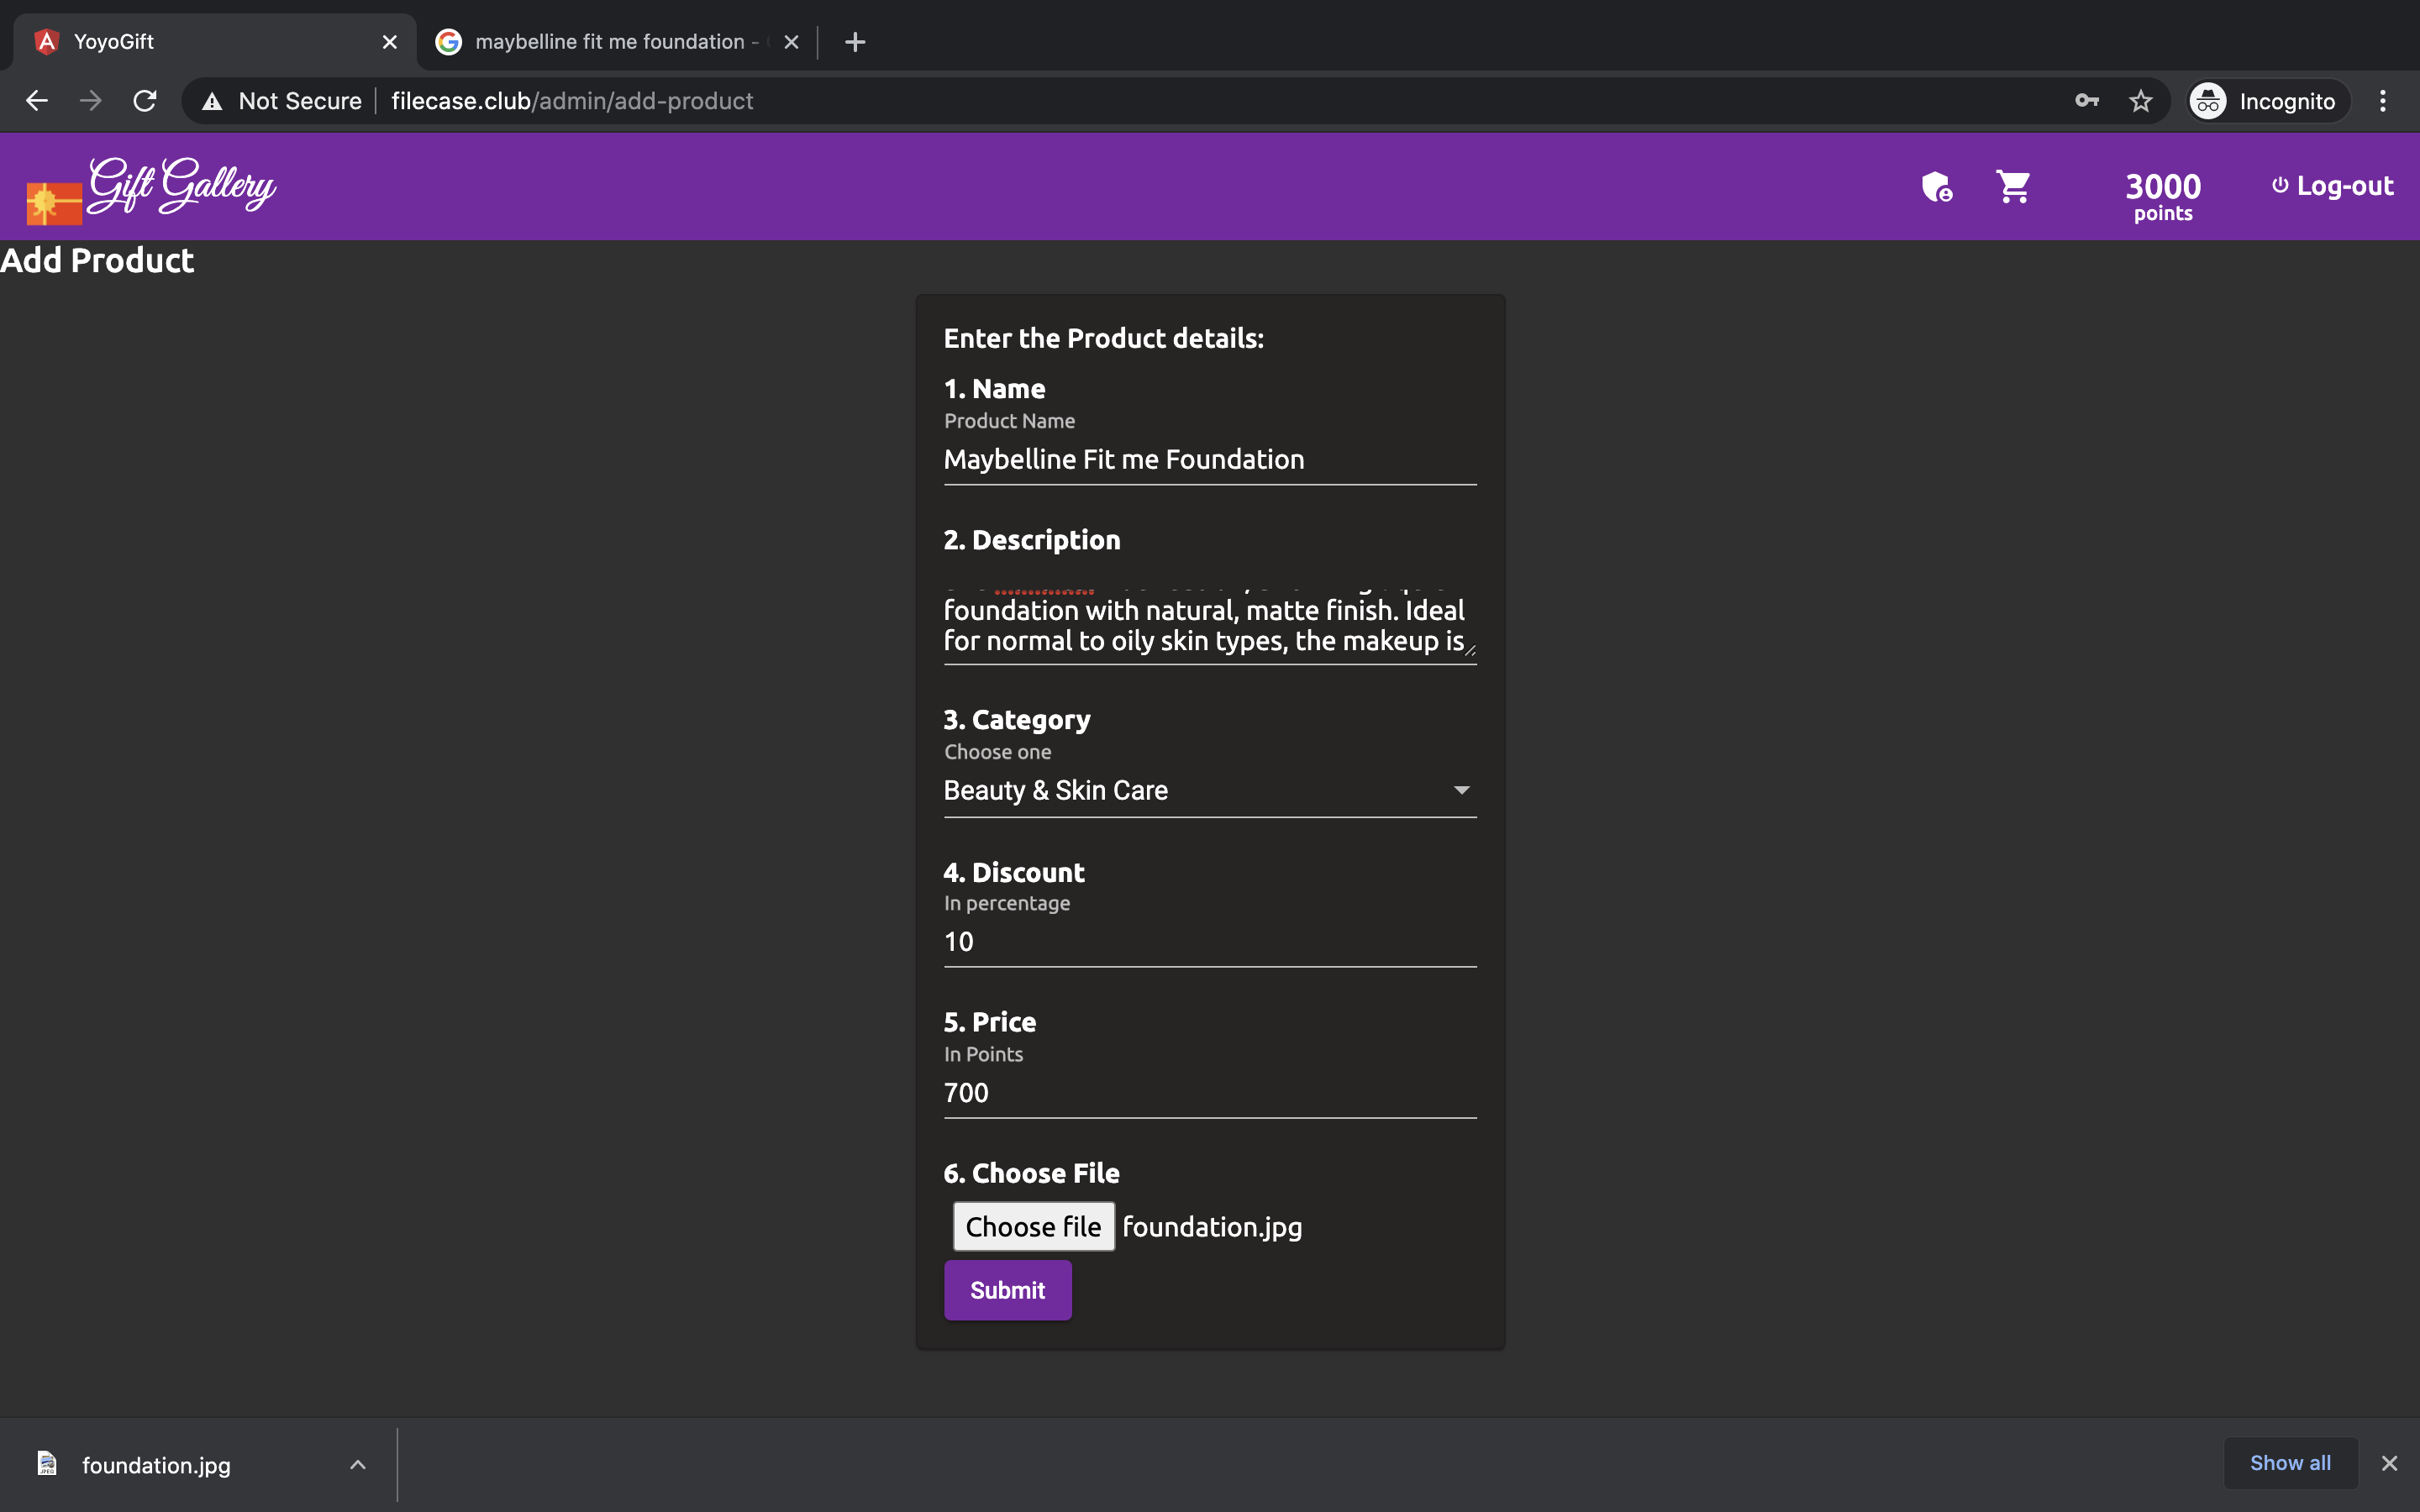 YoyoGift
maybelline fit me foundation -
Not Secure
filecase.club/admin/add-product
Incognito
Gift Gallery
3000
points
Log-out
Add Product
Enter the Product details:
1. Name
Product Name
Maybelline Fit me Foundation
2. Description
foundation with natural, matte finish. Ideal
for normal to oily skin types, the makeup is
3. Category
Choose one
Beauty & Skin Care
4. Discount
In percentage
10
5. Price
In Points
700
6. Choose File
Choose file foundation.jpg
Submit
foundation.jpg
Show all